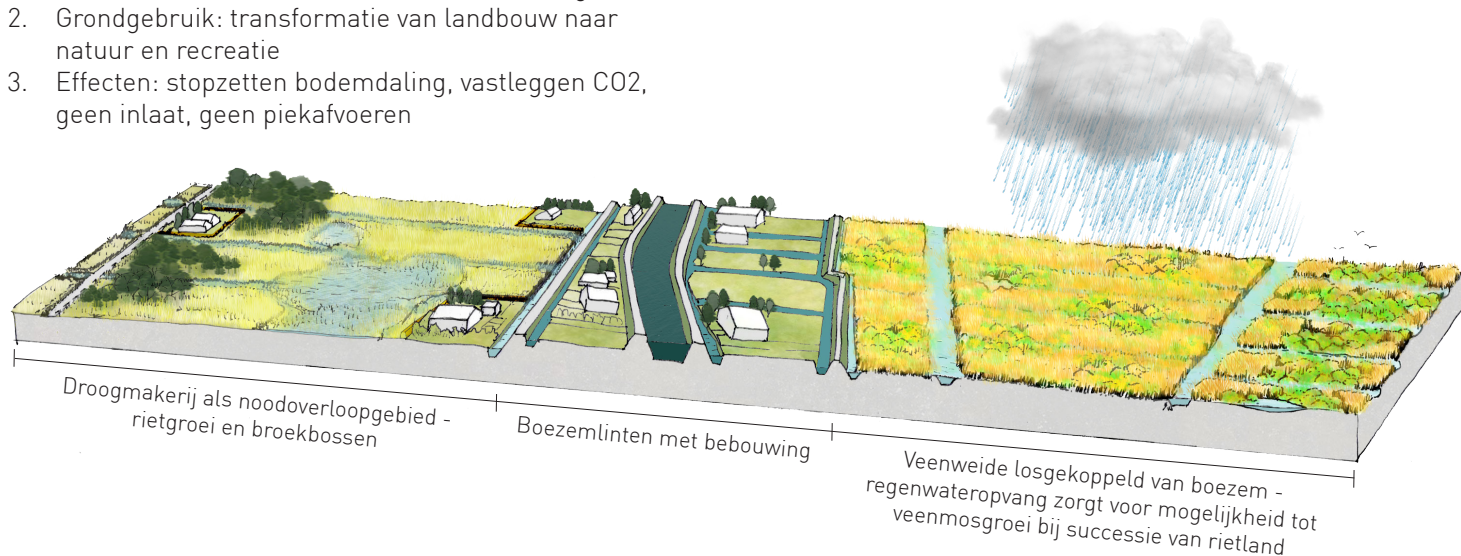 2. Grondgebruik: transformatie van landbouw naar
natuur en recreatie
3. Effecten: stopzetten bodemdaling, vastleggen CO2,
geen inlaat, geen piekafvoeren
Droogmakerij als noodoverloopgebied -
rietgroei en broekbossen
Boezemlinten met bebouwing
Veenweide losgekoppeld van boezem -
regenwateropvang zorgt voor mogelijkheid tot
veenmosgroei bij successie van rietland